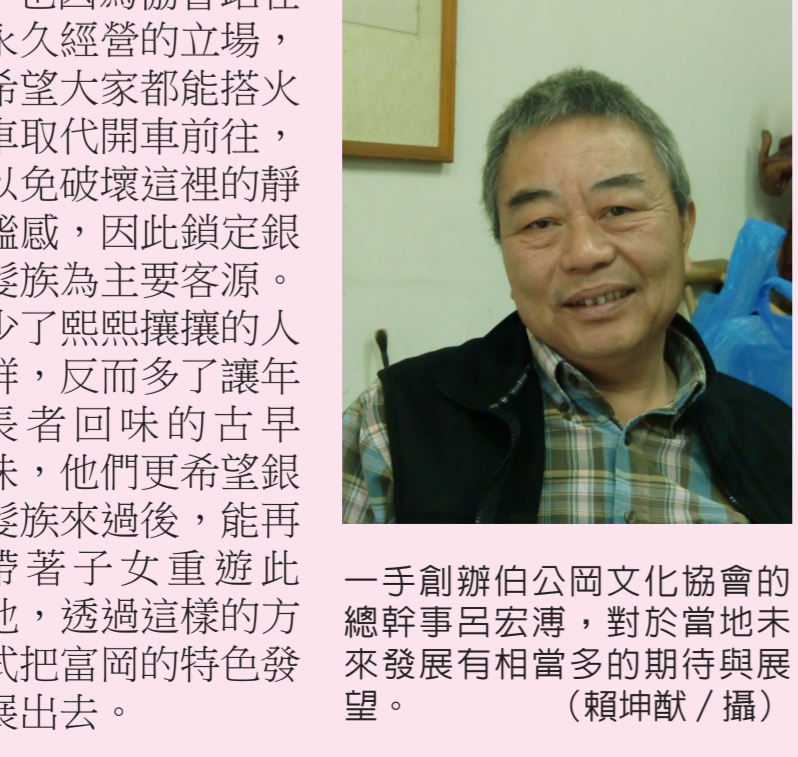 也因為協會站在
永久經營的立場，
希望大家都能搭火
車取代開車前往，
以免破壞這裡的靜
謐感，因此鎖定銀
髮族為主要客源。
少了熙熙攘攘的人
群，反而多了讓年
長者回味的古早
味，他們更希望銀
髮族來過後，能再
帶著子女重遊此
地，透過這樣的方
式把富岡的特色發
展出去。
一手創辦伯公岡文化協會的
總幹事呂宏溥，對於當地未
來發展有相當多的期待與展
望。（賴坤猷／攝）